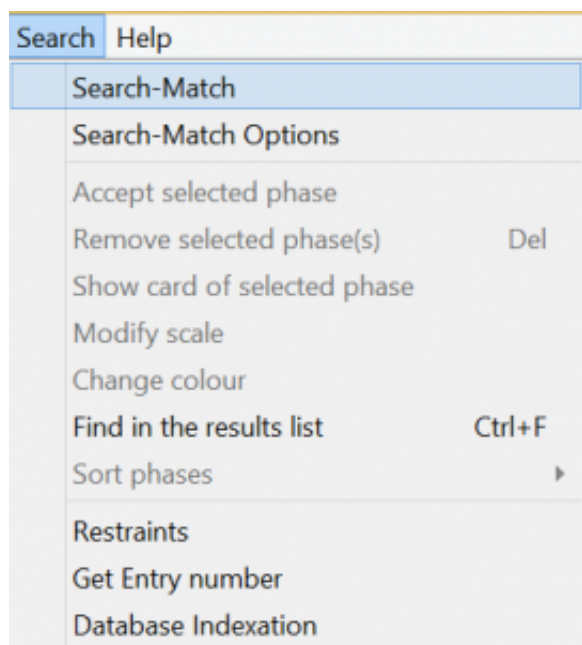 Search Help
Search-Match
Search-Match Options
Accept selected phase
Remove selected phase(s) Del
Show card of selected phase
Modify scale
Change colour
Find in the results list Ctrl+F
Sort phases
Restraints
Get Entry number
Database Indexation